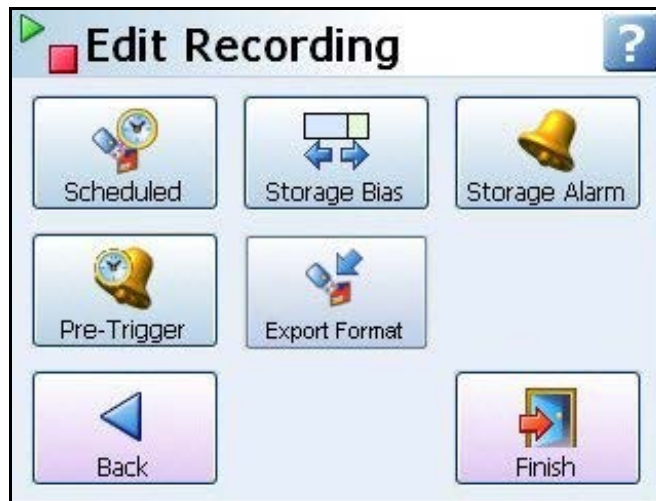 Edit Recording
?
Scheduled
Storage Bias
Storage Alarm
Pre-Trigger
Export Format
Back
Finish